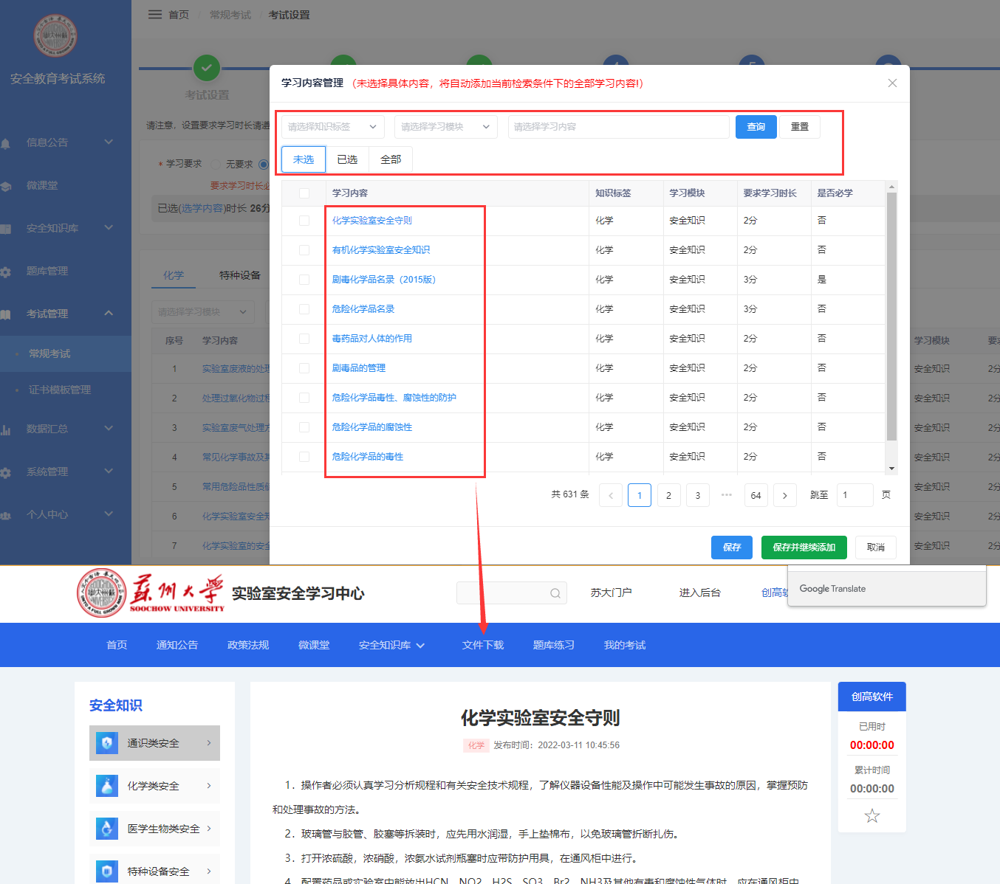 首页 / 常规考试 / 考试设置
安全教育考试系统
考试设置
信息公告
微课堂
安全知识库
题库管理
考试管理
常规考试
证书模板管理
数据汇总
系统管理
个人中心
请注意，设置要求学习时长请遵
* 学习要求 无要求
要求学习时长必
已选(选学内容)时长 26分
化学 特种设备
请选择学习模块
序号 学习内容 学习模块
1 实验室废液的处理 安全知识 2分
2 处理过氧化物过程 安全知识 2分
3 实验室废气处理方 安全知识 2分
4 常见化学事故及其 安全知识 2分
5 常用危险品性质储 安全知识 2分
6 化学实验室安全知 安全知识 2分
7 化学实验室的安全 安全知识 2分
学习内容管理 （未选择具体内容，将自动添加当前检索条件下的全部学习内容!）
请选择知识标签 请选择学习模块 请选择学习内容 查询 重置
未选 已选 全部
学习内容 知识标签 学习模块 要求学习时长 是否必学
化学实验室安全守则 化学 安全知识 2分 否
有机化学实验室安全知识 化学 安全知识 2分 否
剧毒化学品名录（2015版） 化学 安全知识 3分 是
危险化学品名录 化学 安全知识 3分 否
毒药品对人体的作用 化学 安全知识 2分 否
剧毒品的管理 化学 安全知识 2分 否
危险化学品毒性、腐蚀性的防护 化学 安全知识 2分 否
危险化学品的腐蚀性 化学 安全知识 2分 否
危险化学品的毒性 化学 安全知识 2分 否
共 631 条 < 1 2 3 ••• 64 > 跳至 1 页
保存 保存并继续添加 取消
蘇州大學
SOOCHOW UNIVERSITY
实验室安全学习中心
苏大门户 进入后台 创高软
Google Translate
首页 通知公告 政策法规 微课堂 安全知识库 文件下载 题库练习 我的考试
安全知识
通识类安全
化学类安全
医学生物类安全
特种设备安全
化学实验室安全守则
化学 发布时间：2022-03-11 10:45:56
1．操作者必须认真学习分析规程和有关安全技术规程，了解仪器设备性能及操作中可能发生事故的原因，掌握预防
和处理事故的方法。
2．玻璃管与胶管、胶塞等拆装时，应先用水润湿，手上垫棉布，以免玻璃管折断扎伤。
3．打开浓硫酸，浓硝酸，浓氨水试剂瓶塞时应带防护用具，在通风柜中进行。
4．配置药品或实验室中能放出HCN、NO2、H2S、SO3、Br2、NH3及其他有毒和腐蚀性气体时，应在通风柜中
创高软件
已用时
00:00:00
累计时间
00:00:00